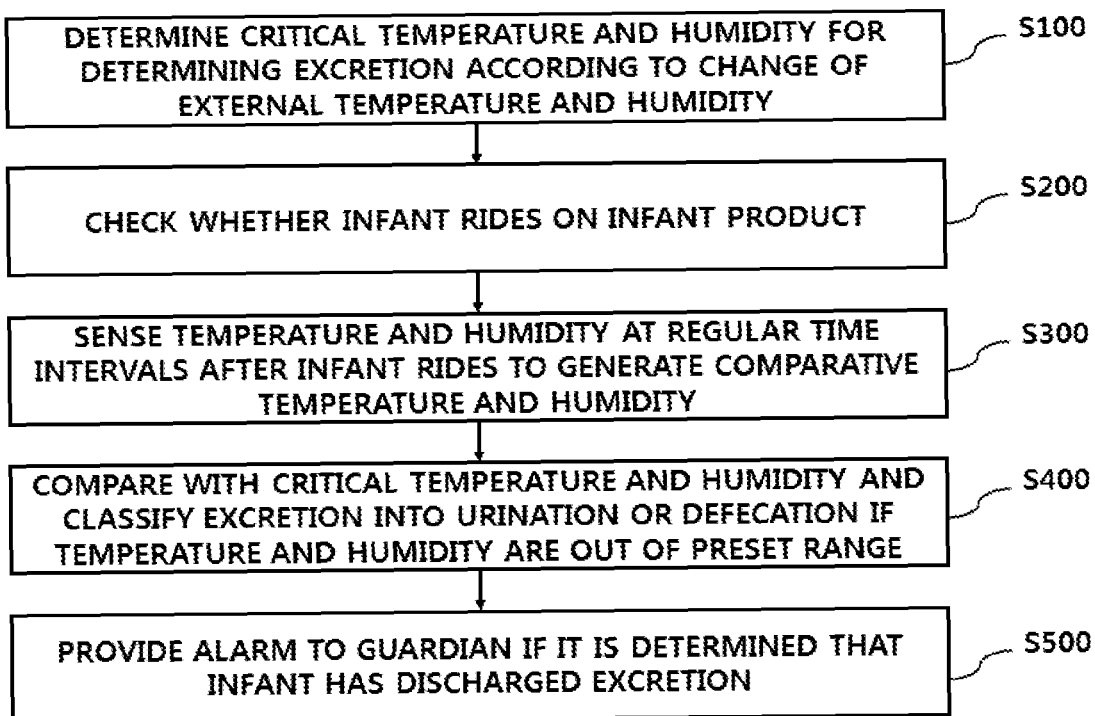 DETERMINE CRITICAL TEMPERATURE AND HUMIDITY FOR
DETERMINING EXCRETION ACCORDING TO CHANGE OF
EXTERNAL TEMPERATURE AND HUMIDITY
S100
CHECK WHETHER INFANT RIDES ON INFANT PRODUCT
S200
SENSE TEMPERATURE AND HUMIDITY AT REGULAR TIME
INTERVALS AFTER INFANT RIDES TO GENERATE COMPARATIVE
TEMPERATURE AND HUMIDITY
S300
COMPARE WITH CRITICAL TEMPERATURE AND HUMIDITY AND
CLASSIFY EXCRETION INTO URINATION OR DEFECATION IF
TEMPERATURE AND HUMIDITY ARE OUT OF PRESET RANGE
S400
PROVIDE ALARM TO GUARDIAN IF IT IS DETERMINED THAT
INFANT HAS DISCHARGED EXCRETION
S500